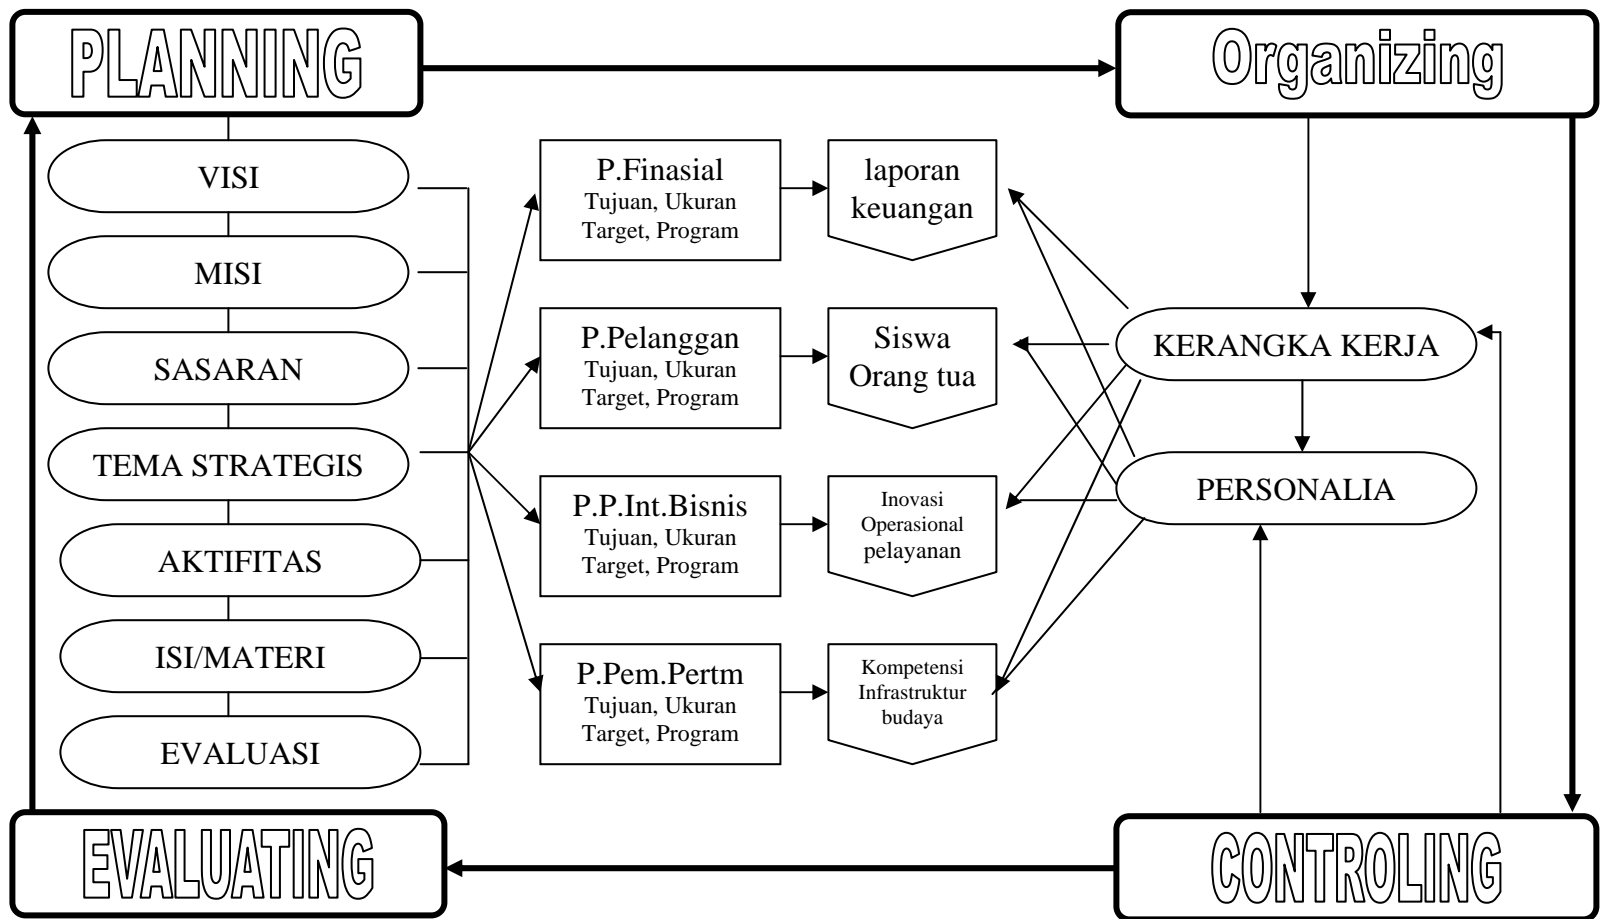 PLANNING
Organizing
VISI
MISI
SASARAN
TEMA STRATEGIS
AKTIFITAS
ISI/MATERI
EVALUASI
P.Finasial
Tujuan, Ukuran
Target, Program
laporan
keuangan
P.Pelanggan
Tujuan, Ukuran
Target, Program
Siswa
Orang tua
P.P.Int.Bisnis
Tujuan, Ukuran
Target, Program
Inovasi
Operasional
pelayanan
P.Pem.Pertm
Tujuan, Ukuran
Target, Program
Kompetensi
Infrastruktur
budaya
KERANGKA KERJA
PERSONALIA
EVALUATING
CONTROLING